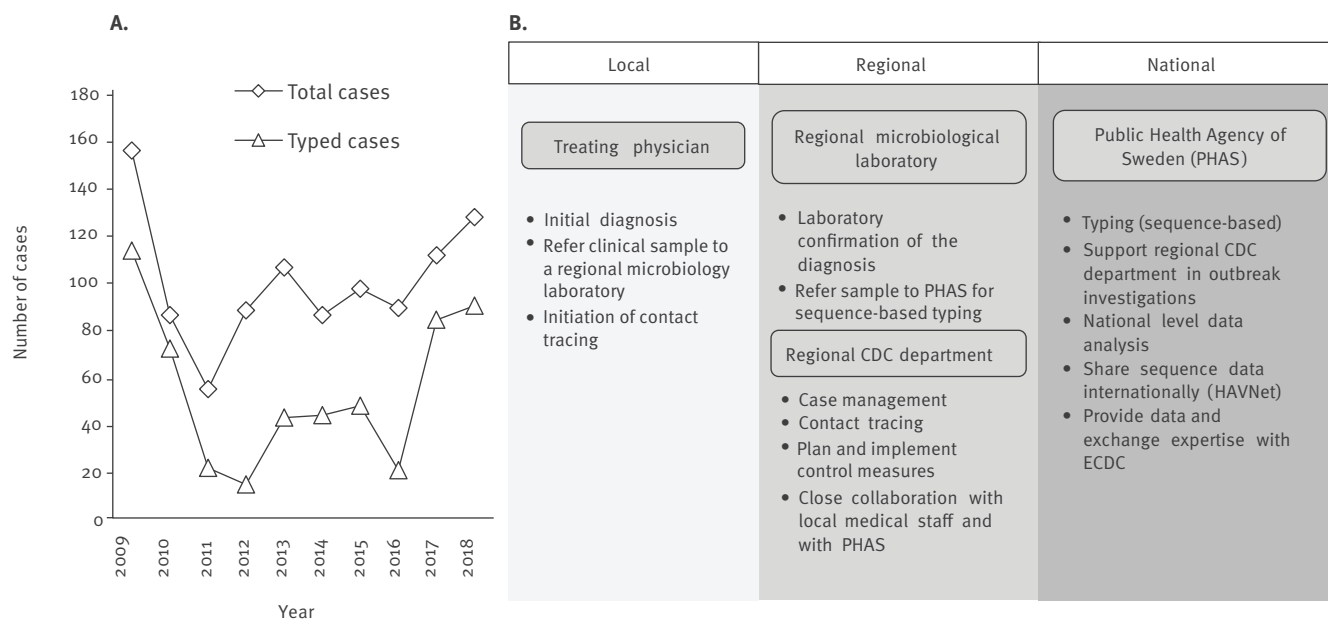 A.
Number of cases
180
160
140
120
100
80
60
40
20
0
Total cases
Typed cases
2009
2010
2011
2012
2013
2014
2015
2016
2017
2018
Year
B.
Local
Regional
National
Treating physician
• Initial diagnosis
• Refer clinical sample to
a regional microbiology
laboratory
• Initiation of contact
tracing
Regional microbiological
laboratory
• Laboratory
confirmation of the
diagnosis
• Refer sample to PHAS for
sequence-based typing
Regional CDC department
• Case management
• Contact tracing
• Plan and implement
control measures
• Close collaboration with
local medical staff and
with PHAS
Public Health Agency of
Sweden (PHAS)
• Typing (sequence-based)
• Support regional CDC
department in outbreak
investigations
• National level data
analysis
• Share sequence data
internationally (HAVNet)
• Provide data and
exchange expertise with
ECDC